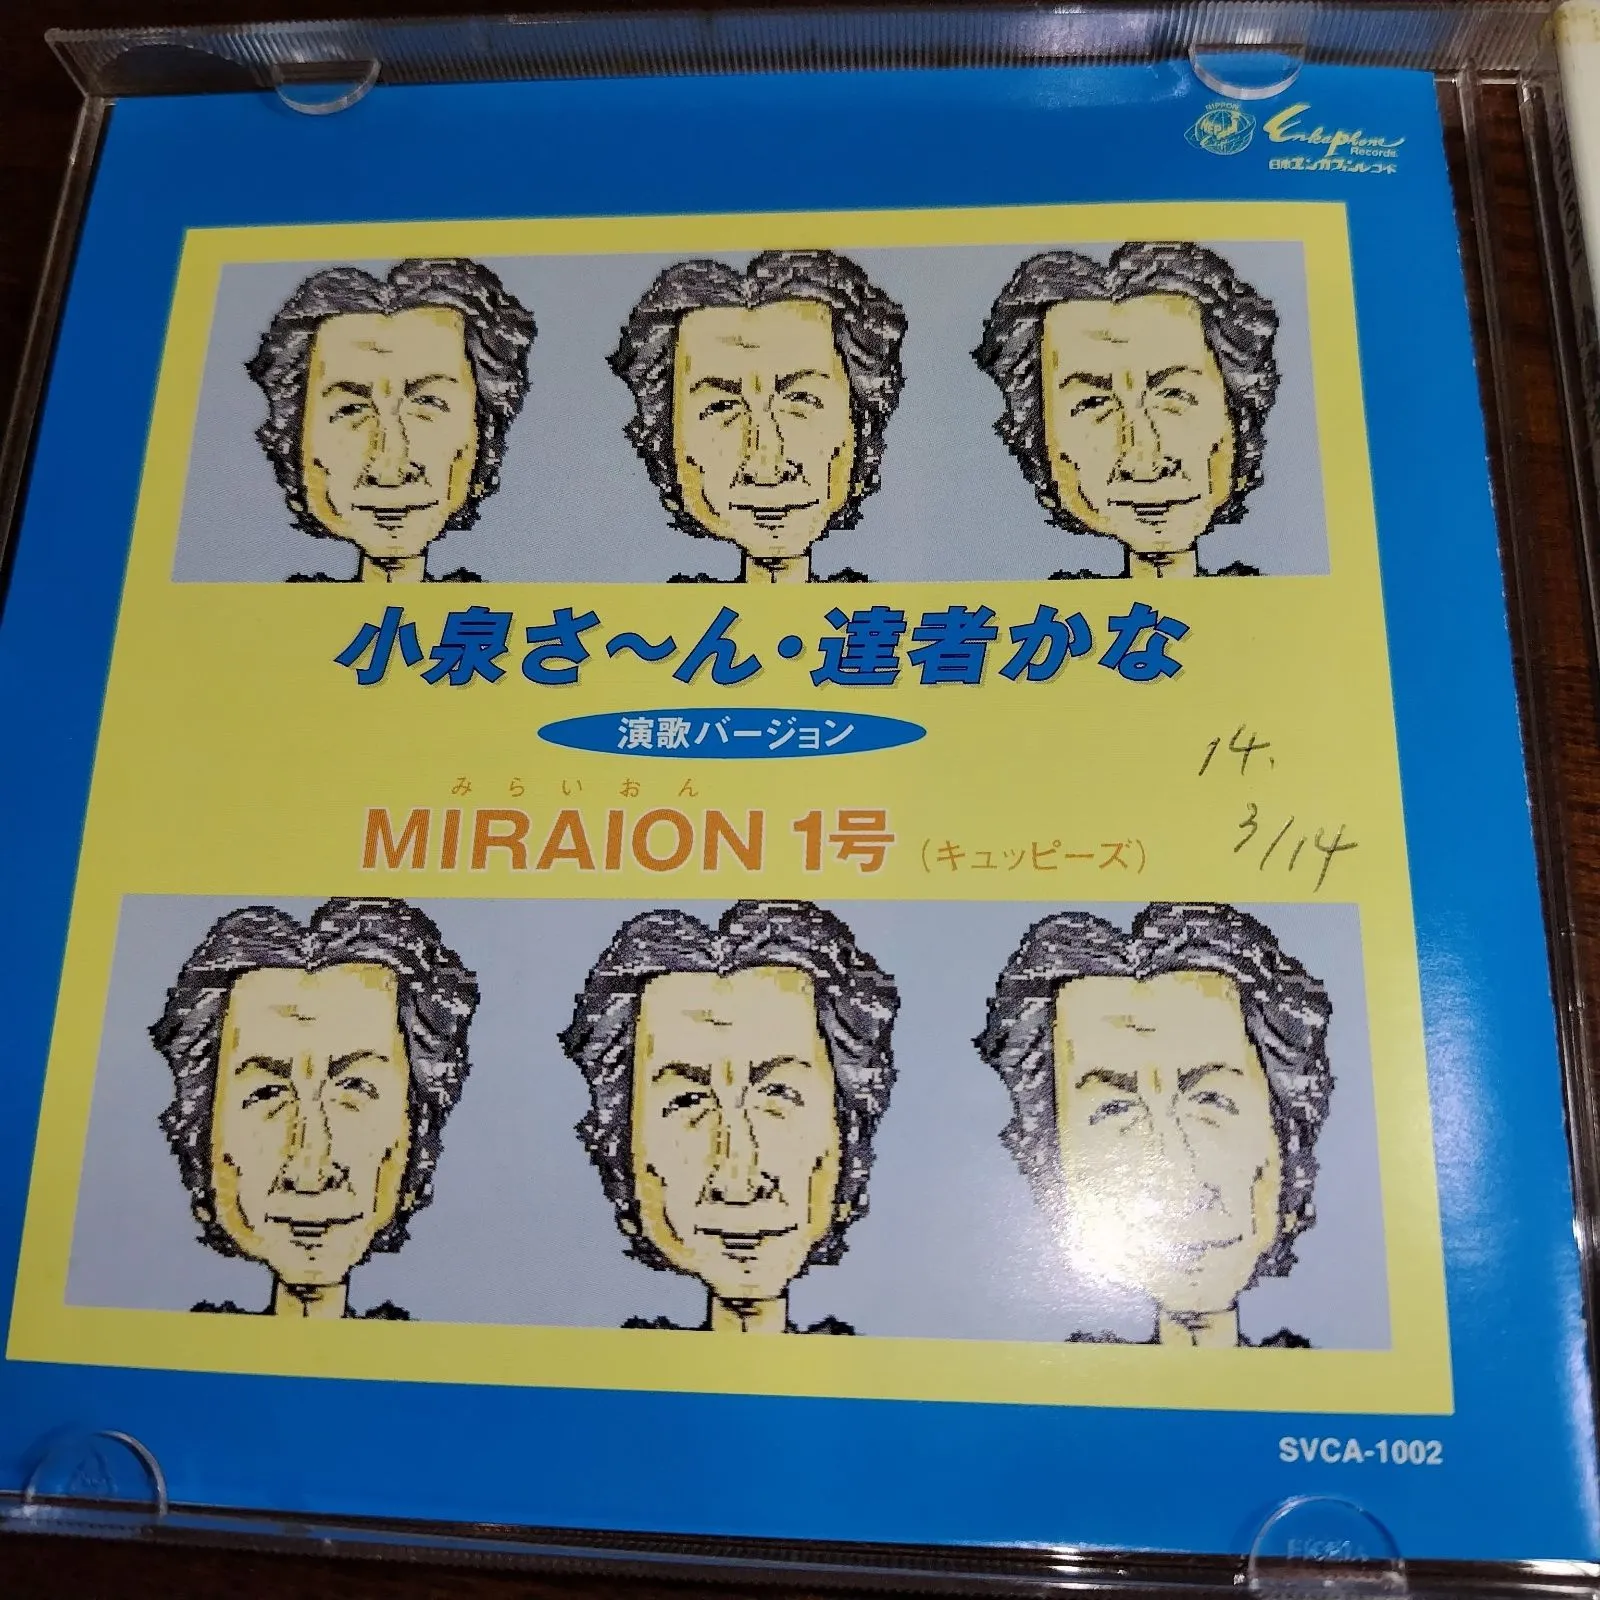 NIPPON
Enkaphone
Records.
日本エンカフォンレコード
小泉さ〜ん・達者かな
演歌バージョン
みらいおん
MIRAION 1号 (キュッピーズ)
14.
3/14
SVCA-1002